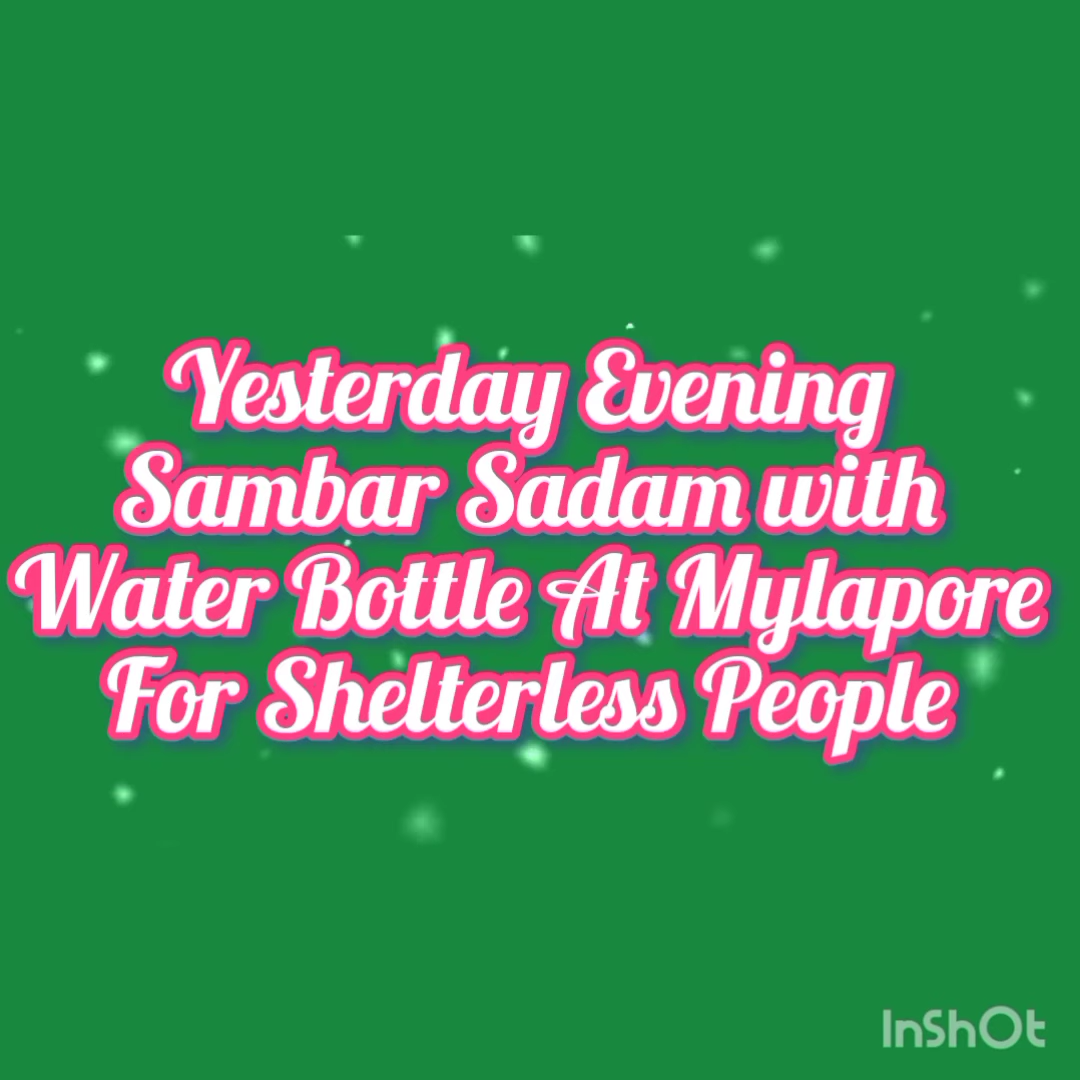 Yesterday Evening
Sambar Sadam with
Water Bottle At Mylapore
For Shelterless People
InShOt